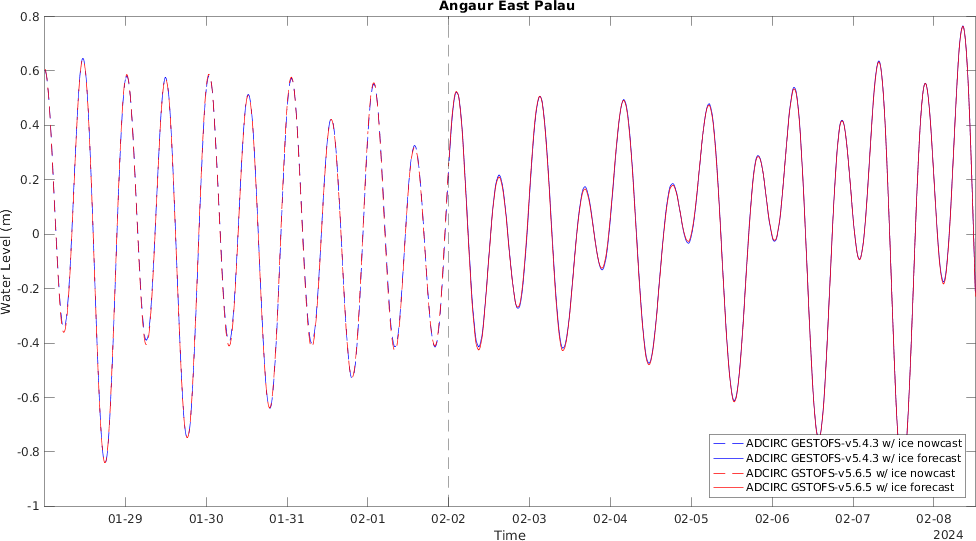 Angaur East Palau
0.8
0.6
0.4
0.2
0
-0.2
-0.4
-0.6
-0.8
-1
Water Level (m)
ADCIRC GESTOFS-v5.4.3 w/ ice nowcast
ADCIRC GESTOFS-v5.4.3 w/ ice forecast
ADCIRC GSTOFS-v5.6.5 w/ ice nowcast
ADCIRC GSTOFS-v5.6.5 w/ ice forecast
01-29 01-30 01-31 02-01 02-02 02-03 02-04 02-05 02-06 02-07 02-08
Time 2024